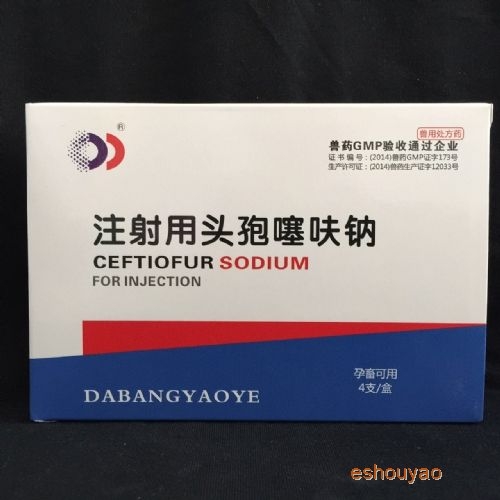 ®
兽用处方药
兽药GMP验收通过企业
证书编号：(2014)兽药GMP证字173号
生产许可证：(2014)兽药生产证字12033号
注射用头孢噻呋钠
CEFTIOFUR SODIUM
FOR INJECTION
孕畜可用
4支/盒
DABANGYAOYE
eshouyao